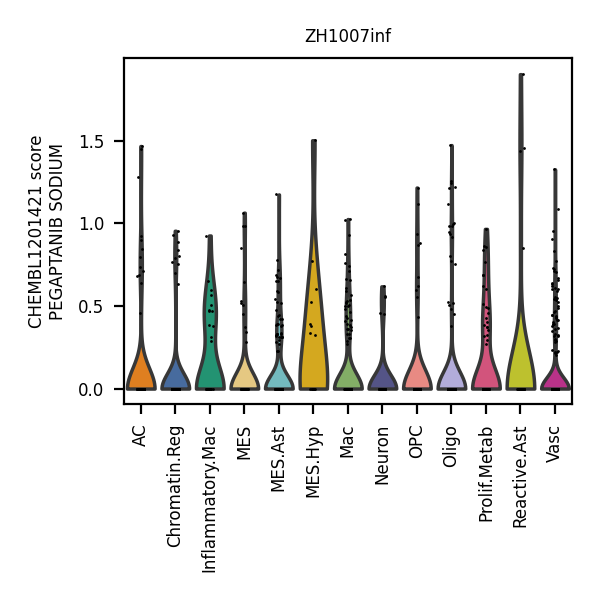 ZH1007inf
CHEMBL1201421 score
PEGAPTANIB SODIUM
1.5
1.0
0.5
0.0
AC
Chromatin.Reg
Inflammatory.Mac
MES
MES.Ast
MES.Hyp
Mac
Neuron
OPC
Oligo
Prolif.Metab
Reactive.Ast
Vasc